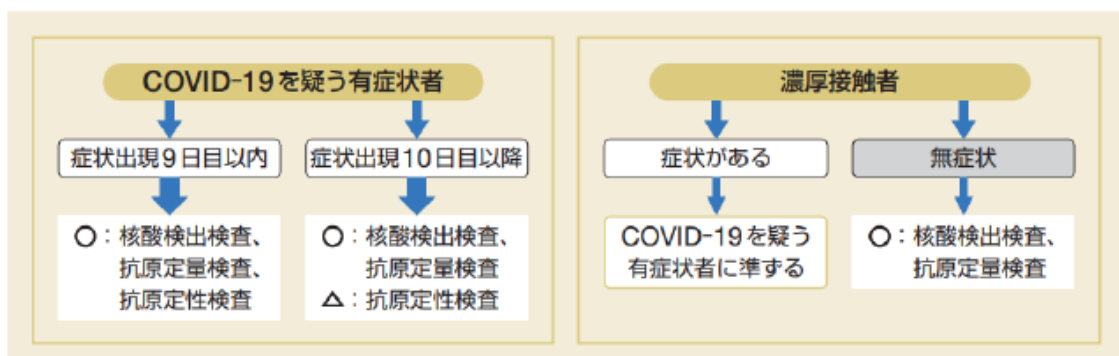 COVID-19を疑う有症状者
症状出現9日目以内
○：核酸検出検査、
抗原定量検査、
抗原定性検査
症状出現10日目以降
○：核酸検出検査、
抗原定量検査
△：抗原定性検査
濃厚接触者
症状がある
COVID-19を疑う
有症状者に準ずる
無症状
○：核酸検出検査、
抗原定量検査